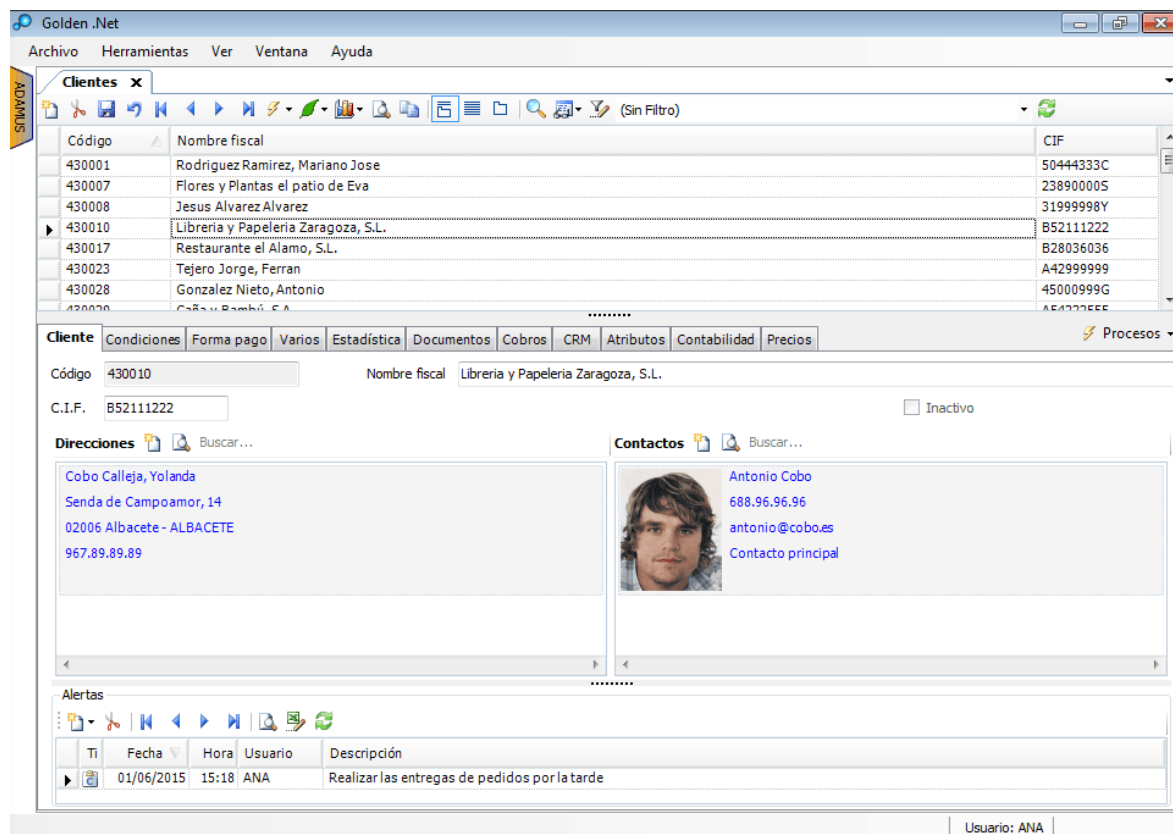 Golden .Net
Archivo Herramientas Ver Ventana Ayuda
ADAMUS
Clientes x
(Sin Filtro)
Código Nombre fiscal CIF
430001 Rodriguez Ramirez, Mariano Jose 50444333C
430007 Flores y Plantas el patio de Eva 23890000S
430008 Jesus Alvarez Alvarez 31999998Y
430010 Libreria y Papeleria Zaragoza, S.L. B52111222
430017 Restaurante el Alamo, S.L. B28036036
430023 Tejero Jorge, Ferran A42999999
430028 Gonzalez Nieto, Antonio 45000999G
430029 Caña y Bambú, S.A.
Cliente Condiciones Forma pago Varios Estadística Documentos Cobros CRM Atributos Contabilidad Precios Procesos
Código 430010 Nombre fiscal Libreria y Papeleria Zaragoza, S.L.
C.I.F. B52111222 Inactivo
Direcciones Buscar... Contactos Buscar...
Cobo Calleja, Yolanda
Senda de Campoamor, 14
02006 Albacete - ALBACETE
967.89.89.89
Antonio Cobo
688.96.96.96
antonio@cobo.es
Contacto principal
Alertas
Ti Fecha Hora Usuario Descripción
01/06/2015 15:18 ANA Realizar las entregas de pedidos por la tarde
Usuario: ANA